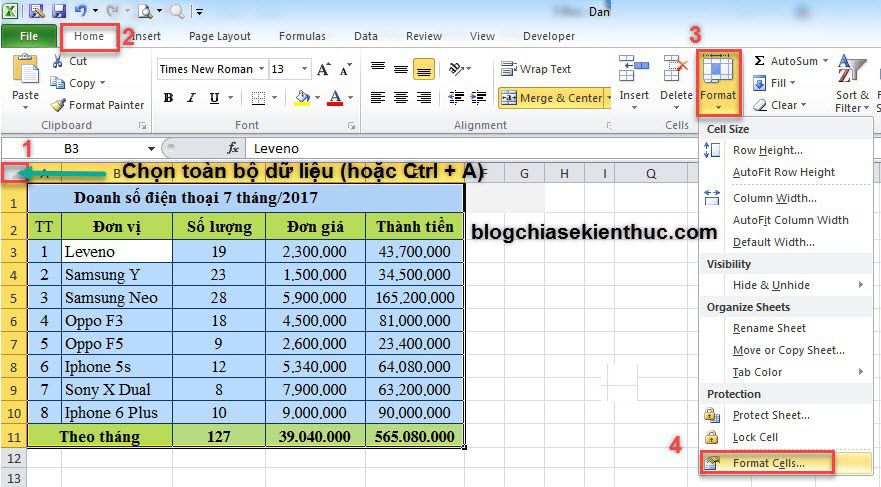 Dan
File Home 2 Insert Page Layout Formulas Data Review View Developer 3
Cut
Copy
Format Painter
Paste
Clipboard
Times New Roman 13
B I U
Font
Wrap Text
Merge & Center
Insert Delete Format
Cells
AutoSum
Fill
Clear
Sort &
Filter
1
B3 fx Leveno
Chọn toàn bộ dữ liệu (hoặc Ctrl + A)
A B F G H I Q
1 Doanh số điện thoại 7 tháng/2017
2 TT Đơn vị Số lượng Đơn giá Thành tiền
blogchiasekienthuc.com
3 1 Leveno 19 2,300,000 43,700,000
4 2 Samsung Y 23 1,500,000 34,500,000
5 3 Samsung Neo 28 5,900,000 165,200,000
6 4 Oppo F3 18 4,500,000 81,000,000
7 5 Oppo F5 9 2,600,000 23,400,000
8 6 Iphone 5s 12 5,340,000 64,080,000
9 7 Sony X Dual 8 7,900,000 63,200,000
10 8 Iphone 6 Plus 10 9,000,000 90,000,000
11 Theo tháng 127 39.040.000 565.080.000
12
13
Cell Size
Row Height...
AutoFit Row Height
Column Width...
AutoFit Column Width
Default Width...
Visibility
Hide & Unhide
Organize Sheets
Rename Sheet
Move or Copy Sheet...
Tab Color
Protection
Protect Sheet...
Lock Cell
4 Format Cells...